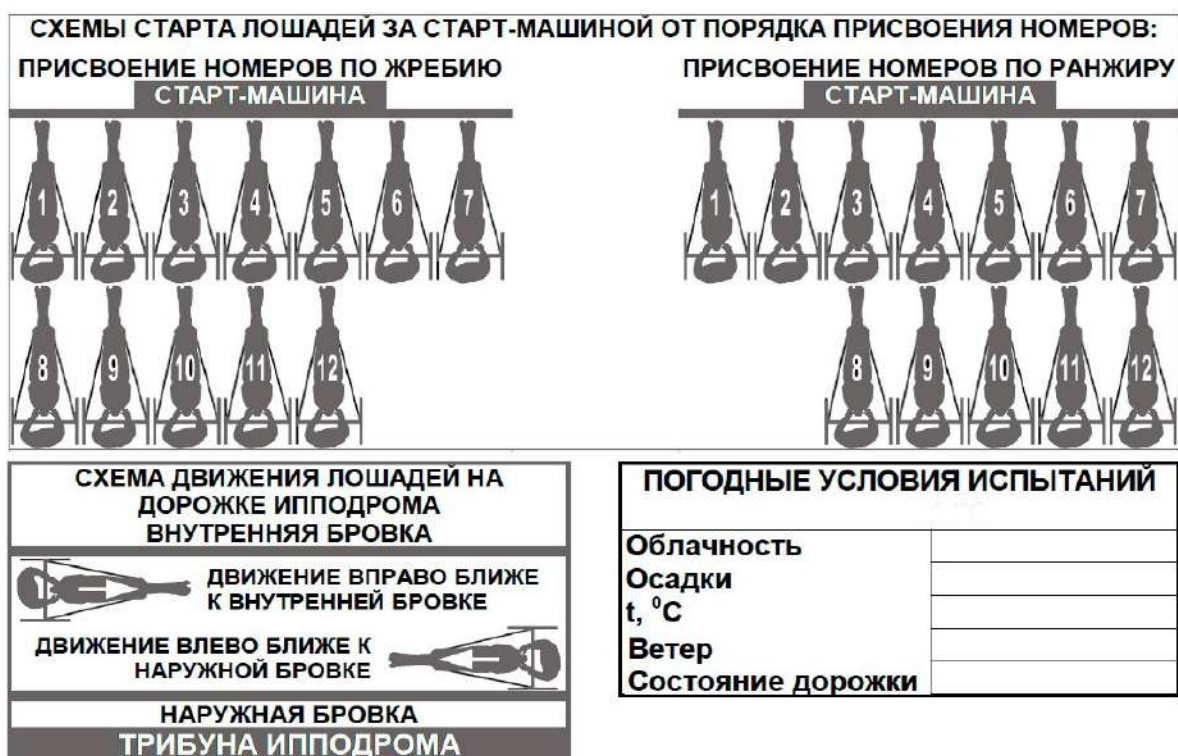 СХЕМЫ СТАРТА ЛОШАДЕЙ ЗА СТАРТ-МАШИНОЙ ОТ ПОРЯДКА ПРИСВОЕНИЯ НОМЕРОВ:
ПРИСВОЕНИЕ НОМЕРОВ ПО ЖРЕБИЮ
СТАРТ-МАШИНА
1 2 3 4 5 6 7
8 9 10 11 12
ПРИСВОЕНИЕ НОМЕРОВ ПО РАНЖИРУ
СТАРТ-МАШИНА
1 2 3 4 5 6 7
8 9 10 11 12
СХЕМА ДВИЖЕНИЯ ЛОШАДЕЙ НА
ДОРОЖКЕ ИППОДРОМА
ВНУТРЕННЯЯ БРОВКА
ДВИЖЕНИЕ ВПРАВО БЛИЖЕ
К ВНУТРЕННЕЙ БРОВКЕ
ДВИЖЕНИЕ ВЛЕВО БЛИЖЕ К
НАРУЖНОЙ БРОВКЕ
НАРУЖНАЯ БРОВКА
ТРИБУНА ИППОДРОМА
ПОГОДНЫЕ УСЛОВИЯ ИСПЫТАНИЙ
Облачность
Осадки
t, ⁰C
Ветер
Состояние дорожки